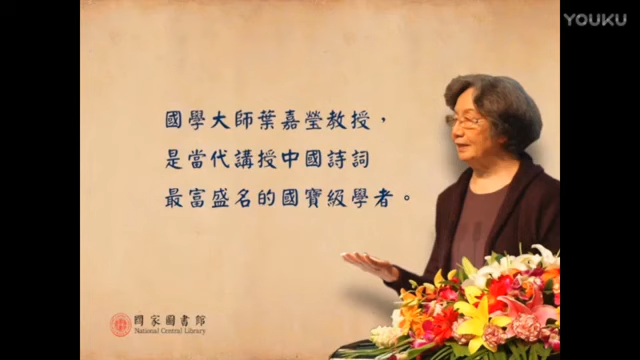 YOUKU
國學大師葉嘉瑩教授，
是當代講授中國詩詞
最富盛名的國寶級學者。
國家圖書館
National Central Library